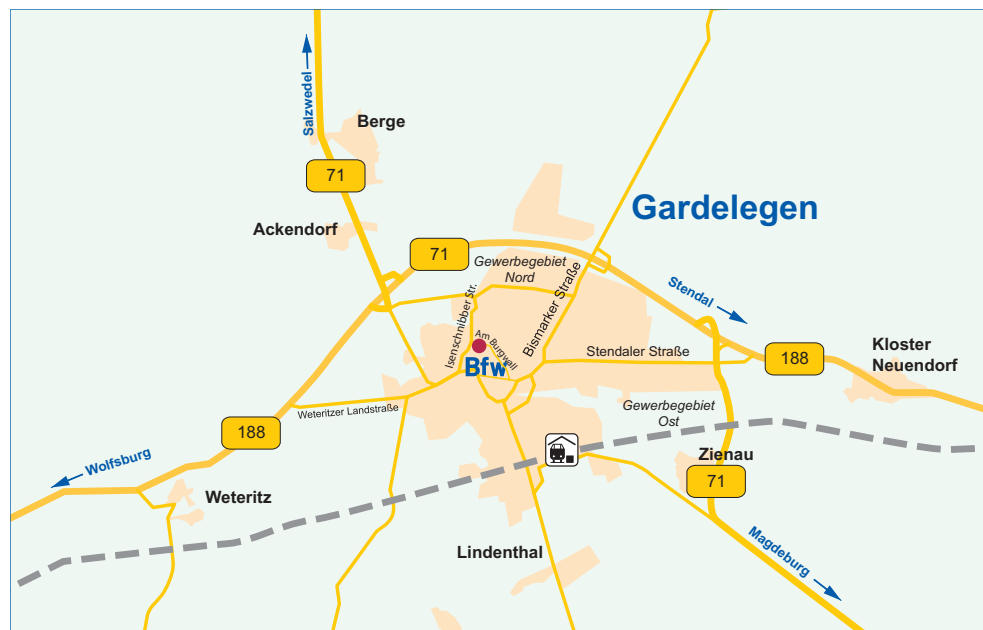 Salzwedel
Berge
71
Ackendorf
Gardelegen
71
Gewerbegebiet
Nord
Isenschnibber Str.
Am Burgwall
Bismarker Straße
Stendal
Bfw
Stendaler Straße
188
Kloster
Neuendorf
Weteritzer Landstraße
Gewerbegebiet
Ost
188
Wolfsburg
Zienau
71
Weteritz
Lindenthal
Magdeburg